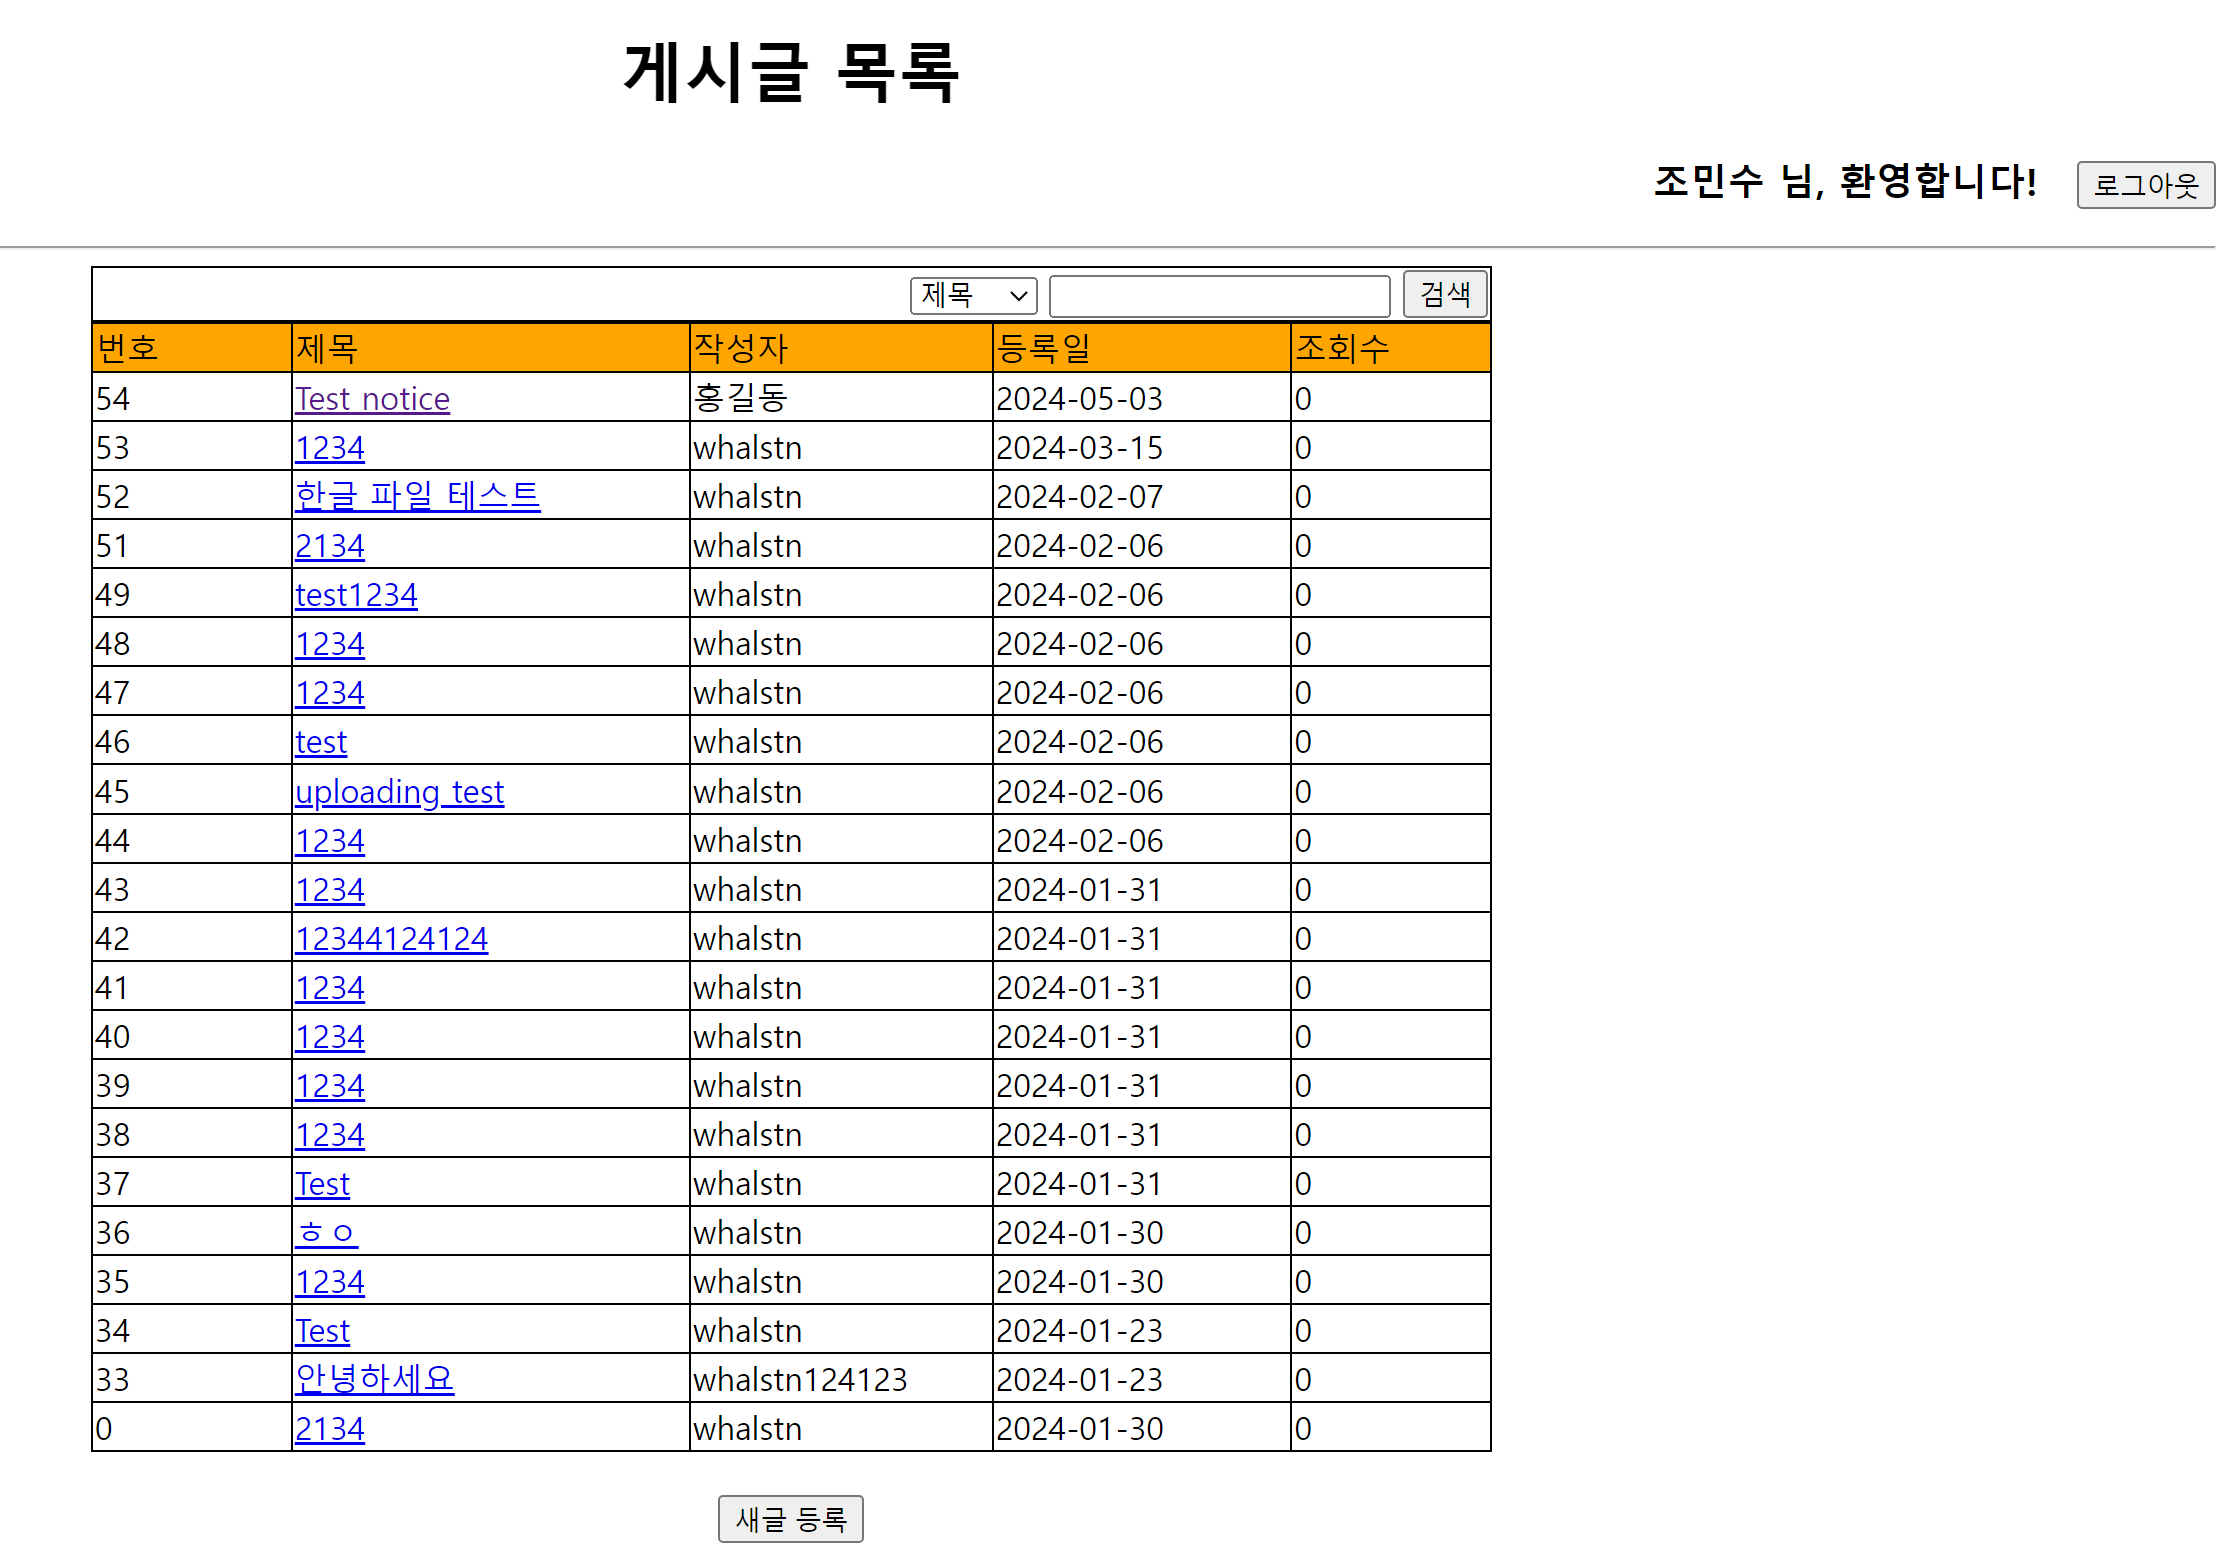 게시글 목록
조민수 님, 환영합니다! 로그아웃
제목 검색
번호 제목 작성자 등록일 조회수
54 Test notice 홍길동 2024-05-03 0
53 1234 whalstn 2024-03-15 0
52 한글 파일 테스트 whalstn 2024-02-07 0
51 2134 whalstn 2024-02-06 0
49 test1234 whalstn 2024-02-06 0
48 1234 whalstn 2024-02-06 0
47 1234 whalstn 2024-02-06 0
46 test whalstn 2024-02-06 0
45 uploading test whalstn 2024-02-06 0
44 1234 whalstn 2024-02-06 0
43 1234 whalstn 2024-01-31 0
42 12344124124 whalstn 2024-01-31 0
41 1234 whalstn 2024-01-31 0
40 1234 whalstn 2024-01-31 0
39 1234 whalstn 2024-01-31 0
38 1234 whalstn 2024-01-31 0
37 Test whalstn 2024-01-31 0
36 ㅎㅇ whalstn 2024-01-30 0
35 1234 whalstn 2024-01-30 0
34 Test whalstn 2024-01-23 0
33 안녕하세요 whalstn124123 2024-01-23 0
0 2134 whalstn 2024-01-30 0
새글 등록